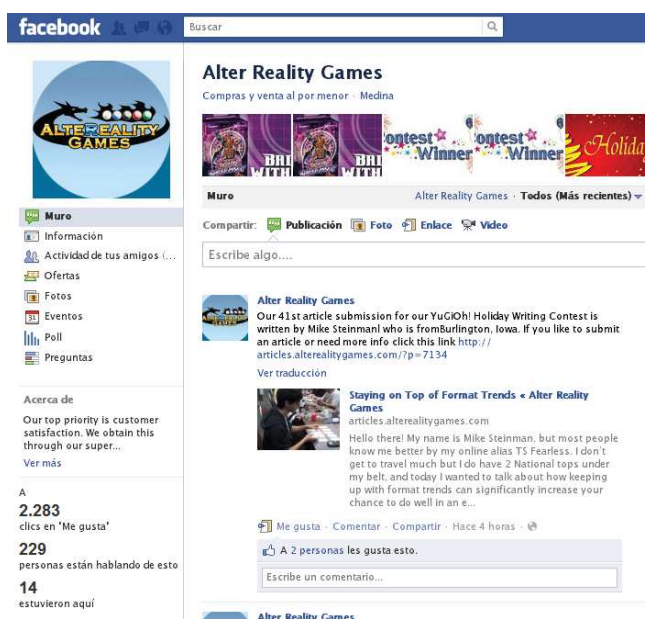 facebook
Buscar
ALTEREALITY
GAMES
Alter Reality Games
Compras y venta al por menor · Medina
BAI
WITH
BAI
WITH
ontest
Winner
ontest
Winner
Holida
Muro
Alter Reality Games · Todos (Más recientes)
Compartir: Publicación Foto Enlace Video
Escribe algo....
Muro
Información
Actividad de tus amigos (...
Ofertas
Fotos
31 Eventos
Poll
Preguntas
Acerca de
Our top priority is customer
satisfaction. We obtain this
through our super...
Ver más
A
2.283
clics en "Me gusta"
229
personas están hablando de esto
14
estuvieron aquí
Alter Reality Games
Our 41st article submission for our YuGiOh! Holiday Writing Contest is
written by Mike Steinmanl who is fromBurlington, Iowa. If you like to submit
an article or need more info click this link http://
articles.alterealitygames.com/?p=7134
Ver traducción
Staying on Top of Format Trends « Alter Reality
Games
articles.alterealitygames.com
Hello there! My name is Mike Steinman, but most people
know me better by my online alias TS Fearless. I don't
get to travel much but I do have 2 National tops under
my belt, and today I wanted to talk about how keeping
up with format trends can significantly increase your
chance to do well in an e...
Me gusta · Comentar · Compartir · Hace 4 horas ·
A 2 personas les gusta esto.
Escribe un comentario...
Alter Reality Games